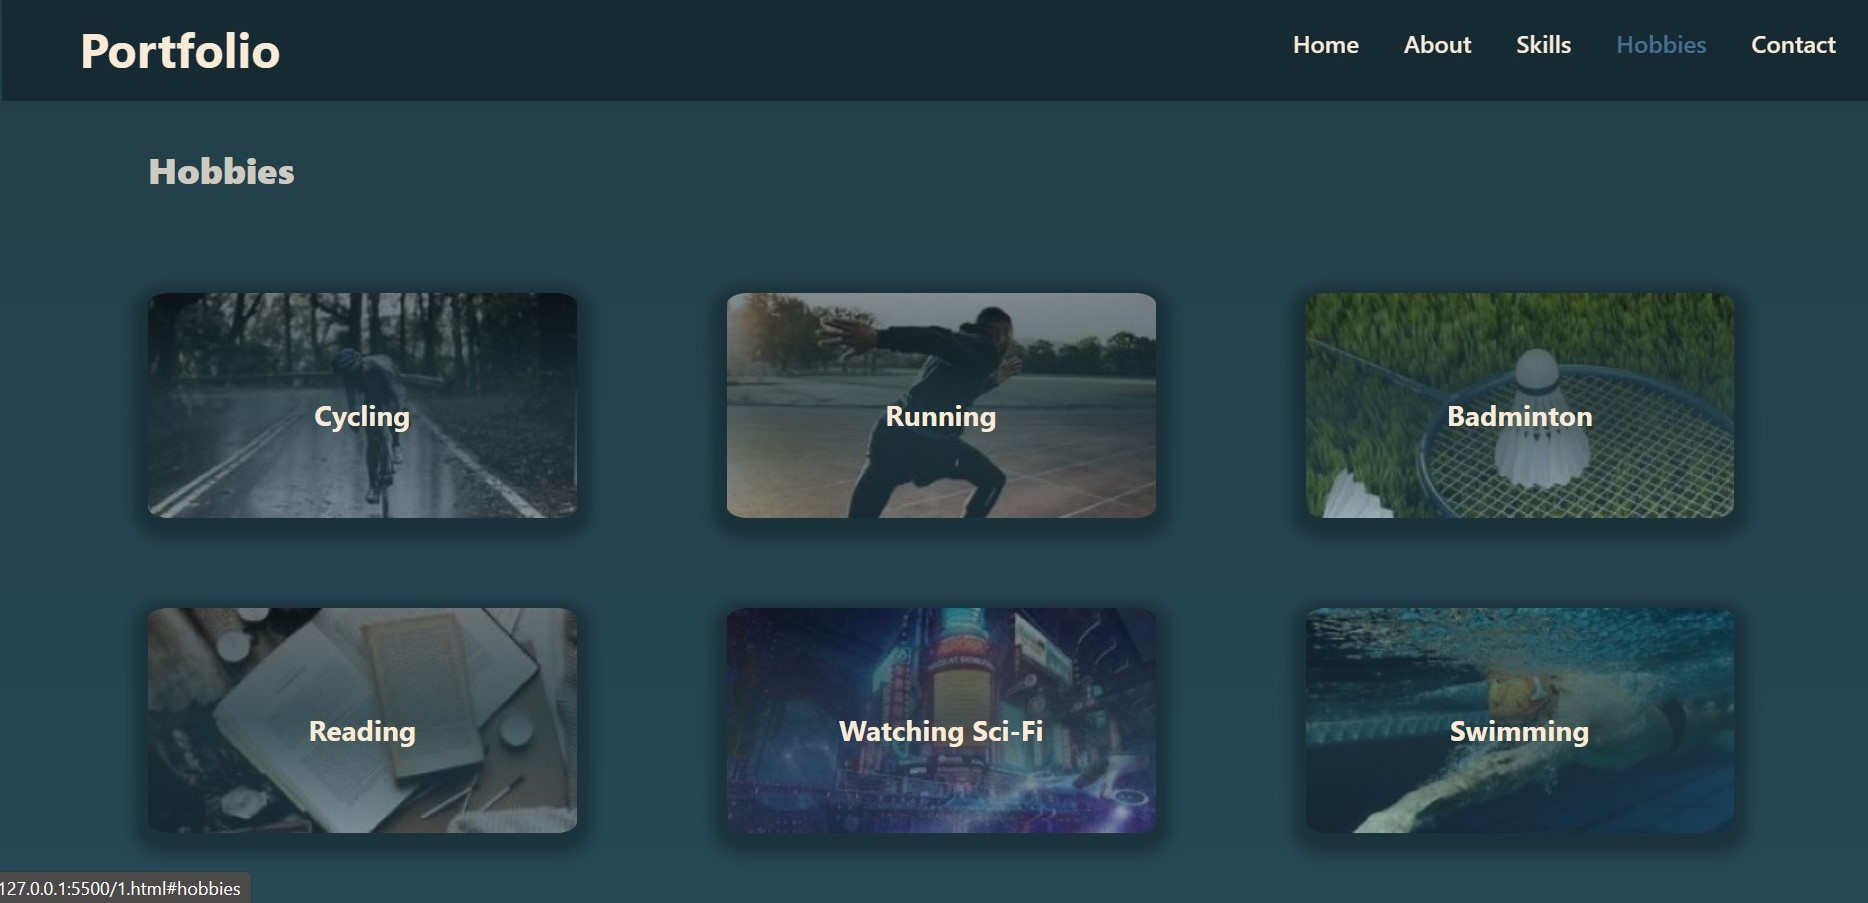 Portfolio
Home About Skills Hobbies Contact
Hobbies
Cycling
Running
Badminton
Reading
Watching Sci-Fi
Swimming
127.0.0.1:5500/1.html#hobbies